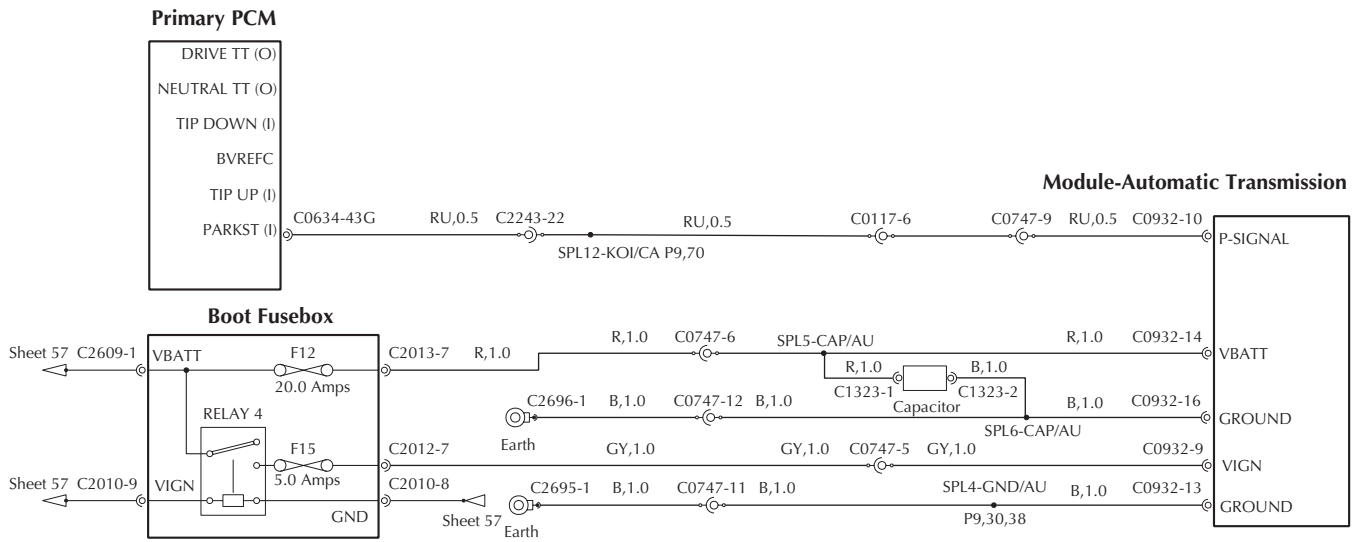 Primary PCM
DRIVE TT (O)
NEUTRAL TT (O)
TIP DOWN (I)
BVREFC
TIP UP (I)
PARKST (I)
C0634-43G RU,0.5 C2243-22 RU,0.5 C0117-6 C0747-9 RU,0.5 C0932-10
SPL12-KOI/CA P9,70
Module-Automatic Transmission
P-SIGNAL
VBATT
GROUND
VIGN
GROUND
Boot Fusebox
Sheet 57 C2609-1 VBATT F12 C2013-7 R,1.0 R,1.0 C0747-6 SPL5-CAP/AU R,1.0 C0932-14
20.0 Amps
R,1.0 B,1.0
C1323-1 C1323-2
Capacitor
RELAY 4
C2696-1 B,1.0 C0747-12 B,1.0 B,1.0 C0932-16
Earth
SPL6-CAP/AU
F15 C2012-7 GY,1.0 GY,1.0 C0747-5 GY,1.0 C0932-9
5.0 Amps
Sheet 57 C2010-9 VIGN C2010-8 C2695-1 B,1.0 C0747-11 B,1.0 SPL4-GND/AU B,1.0 C0932-13
GND Sheet 57 Earth P9,30,38